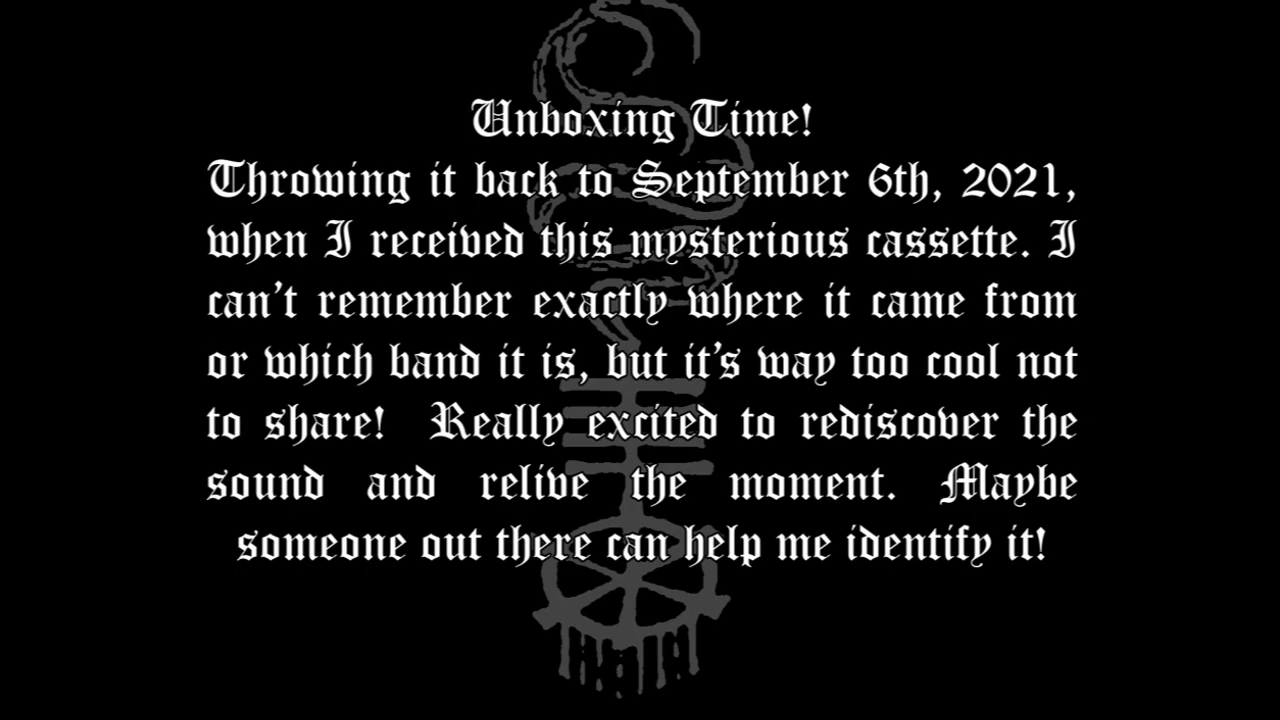 Unboxing Time!
Throwing it back to September 6th, 2021,
when I received this mysterious cassette. I
can't remember exactly where it came from
or which band it is, but it's way too cool not
to share!  Really excited to rediscover the
sound and relive the moment. Maybe
someone out there can help me identify it!